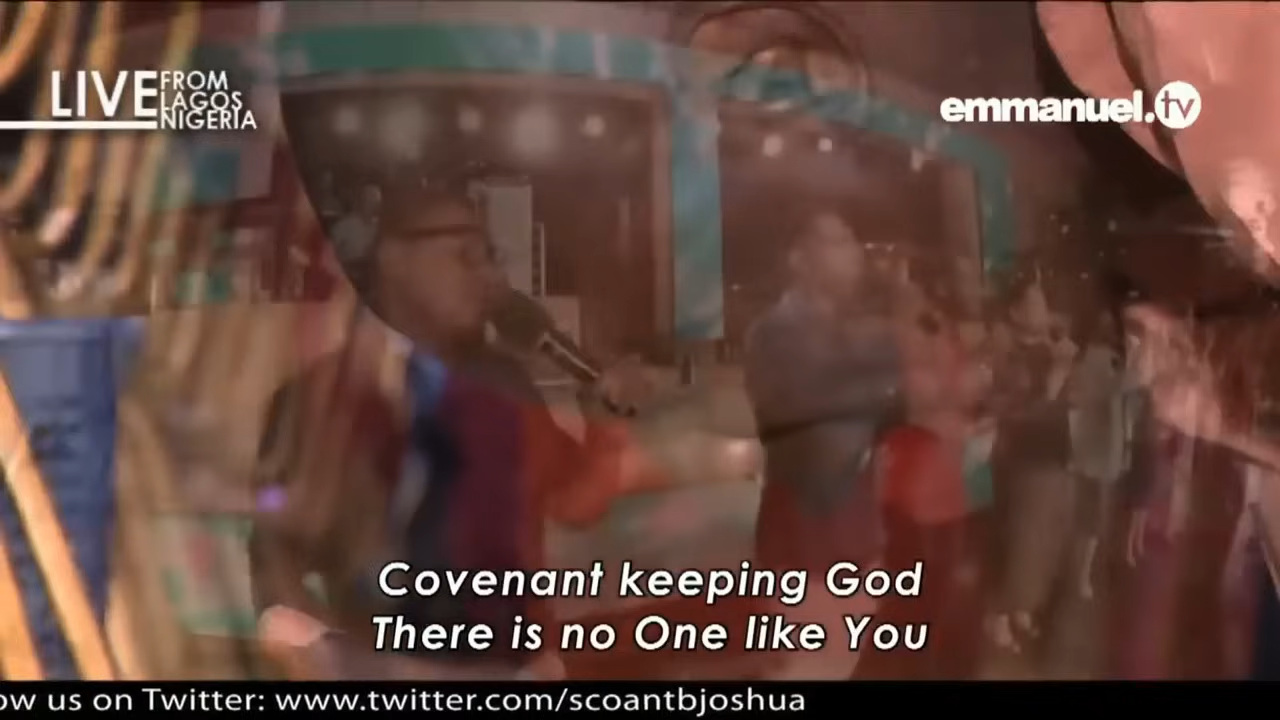 LIVE FROM
LAGOS
NIGERIA
emmanuel.tv
Covenant keeping God
There is no One like You
ow us on Twitter: www.twitter.com/scoantbjoshua